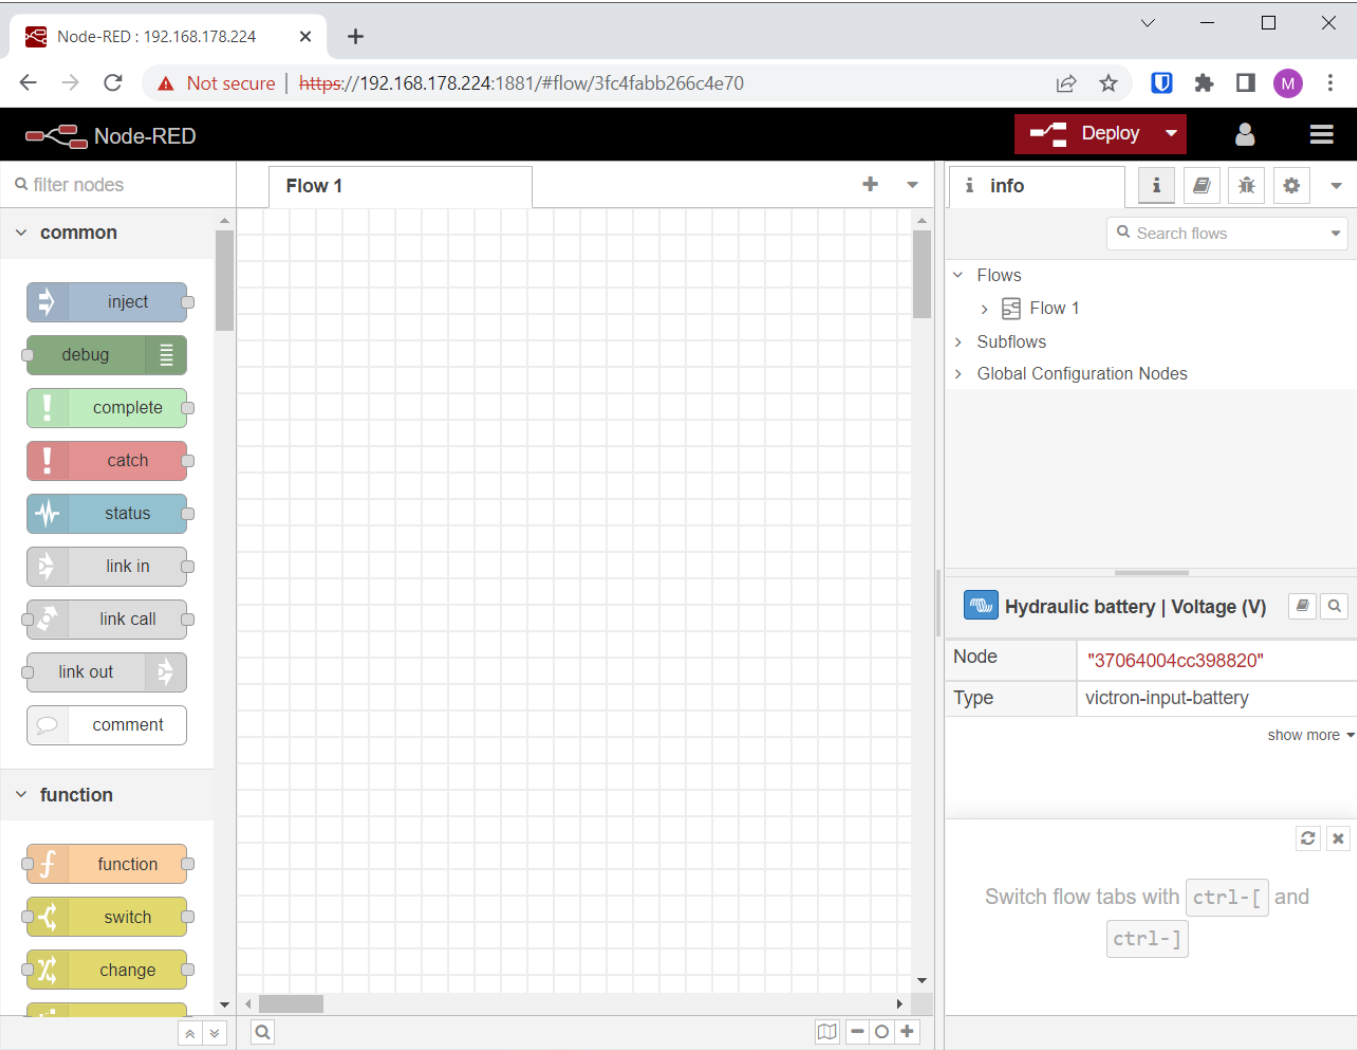 Node-RED : 192.168.178.224
Not secure | https://192.168.178.224:1881/#flow/3fc4fabb266c4e70
M
Node-RED
Deploy
filter nodes
Flow 1
i info
i
common
Search flows
inject
debug
complete
catch
status
link in
link call
link out
comment
function
function
switch
change
Flows
Flow 1
Subflows
Global Configuration Nodes
Hydraulic battery | Voltage (V)
Node "37064004cc398820"
Type victron-input-battery
show more
Switch flow tabs with ctrl-[ and
ctrl-]